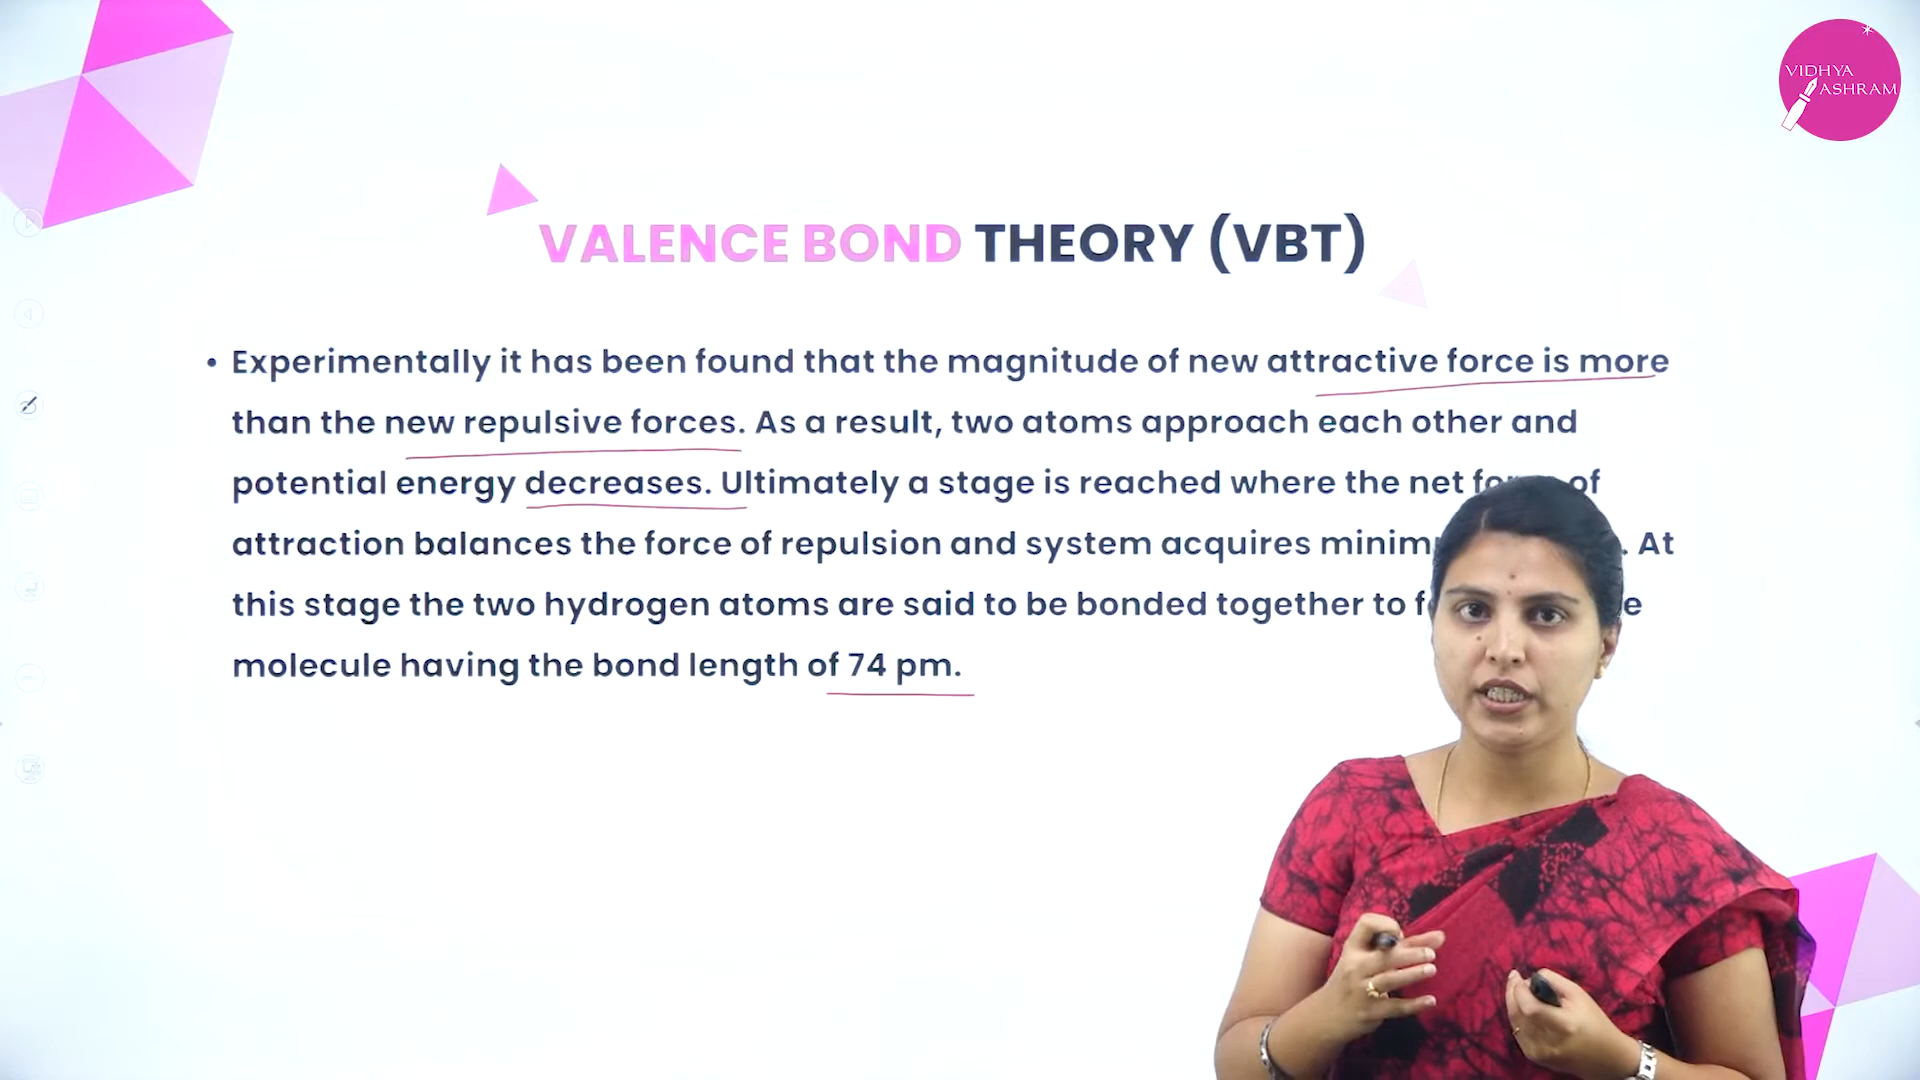 VIDHYA
ASHRAM
VALENCE BOND THEORY (VBT)
• Experimentally it has been found that the magnitude of new attractive force is more
than the new repulsive forces. As a result, two atoms approach each other and
potential energy decreases. Ultimately a stage is reached where the net of
attraction balances the force of repulsion and system acquires . At
this stage the two hydrogen atoms are said to be bonded together to
molecule having the bond length of 74 pm.